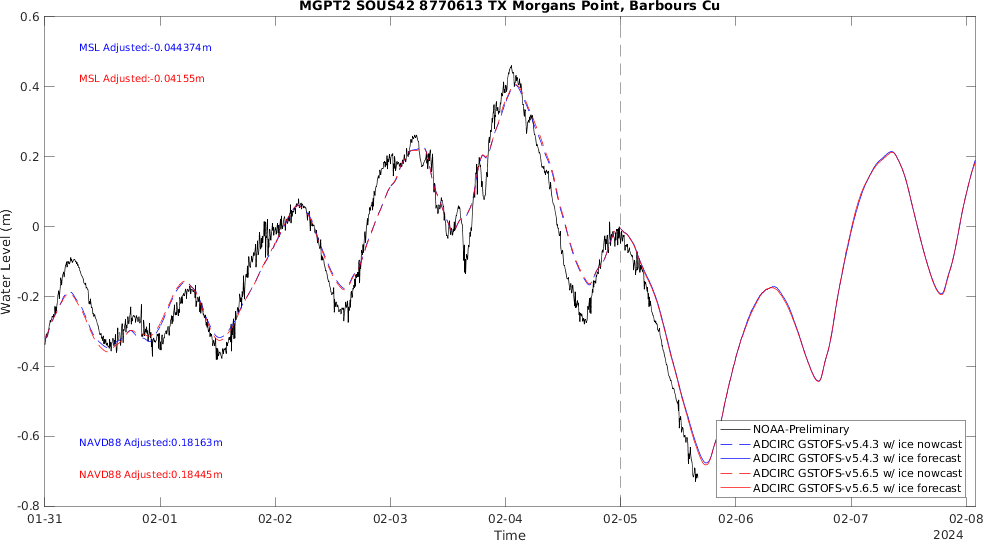 MGPT2 SOUS42 8770613 TX Morgans Point, Barbours Cu
0.6
MSL Adjusted:-0.044374m
MSL Adjusted:-0.04155m
0.4
0.2
0
Water Level (m)
-0.2
-0.4
-0.6
NAVD88 Adjusted:0.18163m
NAVD88 Adjusted:0.18445m
-0.8
NOAA-Preliminary
ADCIRC GSTOFS-v5.4.3 w/ ice nowcast
ADCIRC GSTOFS-v5.4.3 w/ ice forecast
ADCIRC GSTOFS-v5.6.5 w/ ice nowcast
ADCIRC GSTOFS-v5.6.5 w/ ice forecast
01-31 02-01 02-02 02-03 02-04 02-05 02-06 02-07 02-08
Time
2024